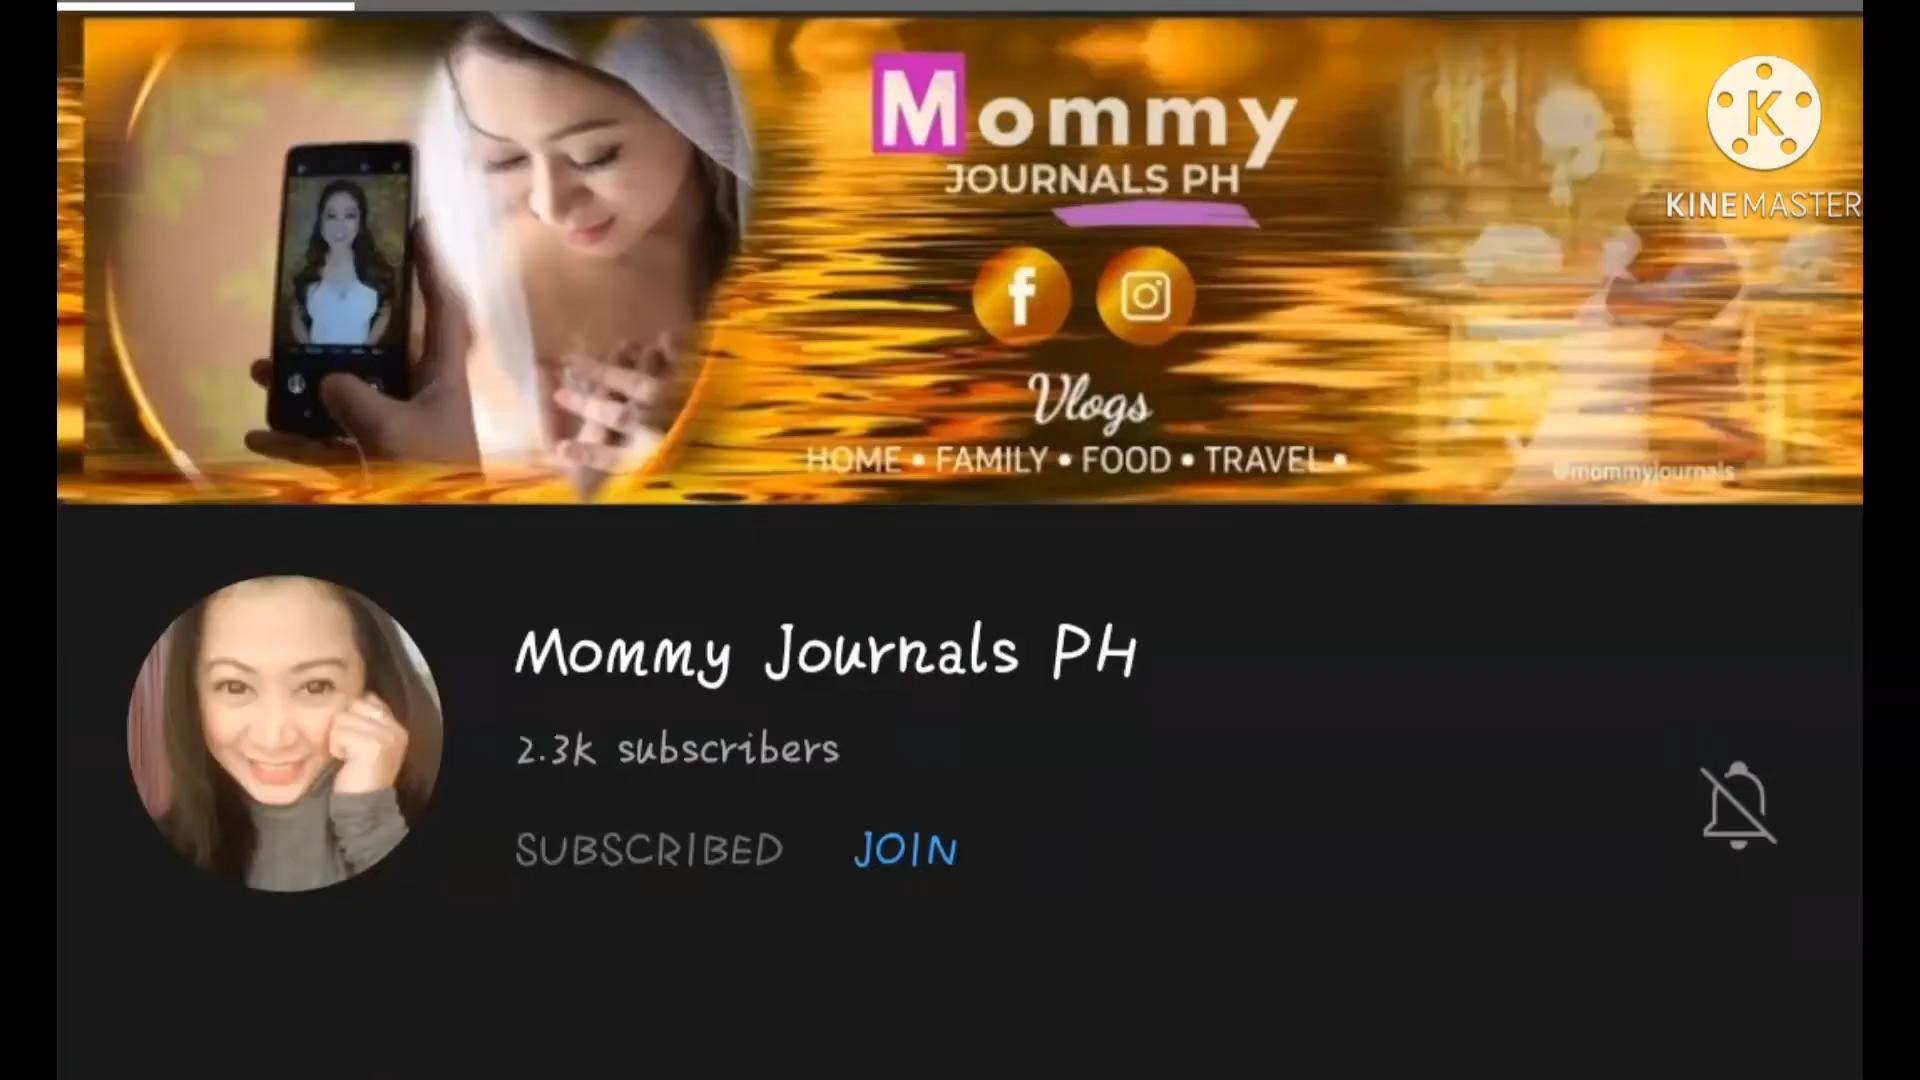 Mommy
JOURNALS PH
K
KINEMASTER
f
Vlogs
HOME • FAMILY • FOOD • TRAVEL •
@mommyjournals
Mommy Journals PH
2.3k subscribers
SUBSCRIBED JOIN